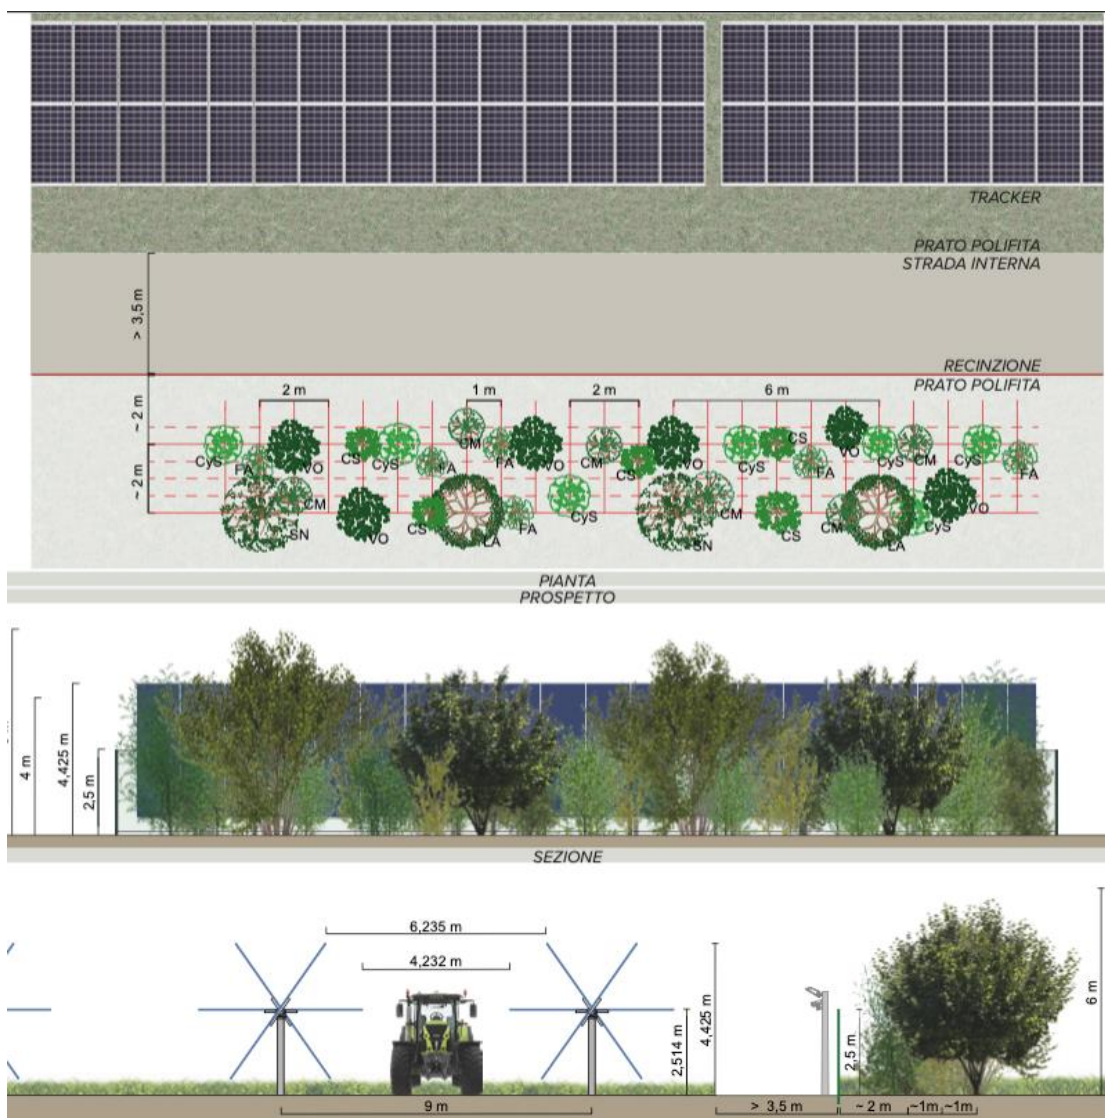 TRACKER
PRATO POLIFITA
STRADA INTERNA
> 3,5 m
RECINZIONE
PRATO POLIFITA
2 m
1 m
2 m
6 m
~ 2 m
~ 2 m
CyS
FA
VO
CS
CyS
FA
CM
FA
VO
CM
CS
VO
CyS
CS
FA
VO
CyS
CM
CyS
FA
SN
CM
VO
CS
LA
FA
CyS
SN
CM
CS
CM
LA
CyS
VO
PIANTA
PROSPETTO
4 m
4,425 m
2,5 m
SEZIONE
6,235 m
4,232 m
4,425 m
2,514 m
2,5 m
6 m
9 m
> 3,5 m
~ 2 m
~1m
~1m